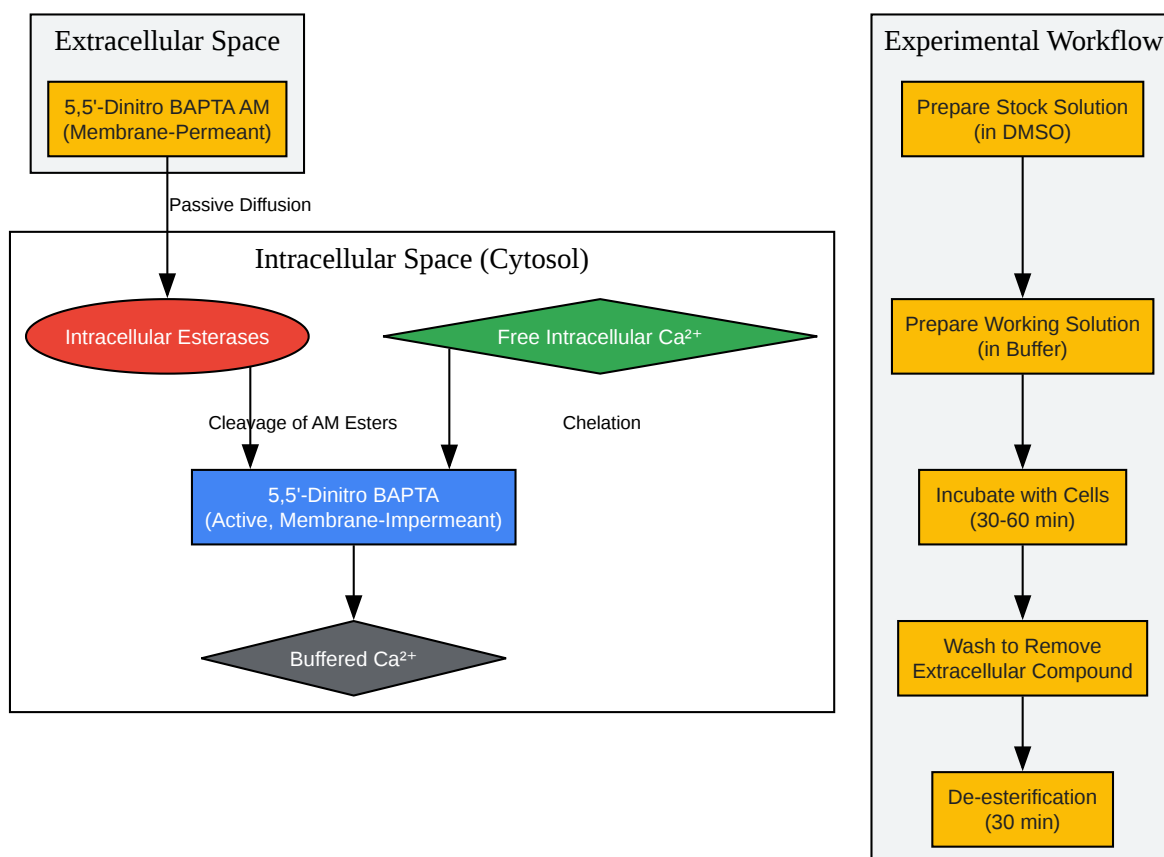 Extracellular Space
5,5'-Dinitro BAPTA AM
(Membrane-Permeant)
Passive Diffusion
Intracellular Space (Cytosol)
Intracellular Esterases
Free Intracellular Ca²⁺
Cleavage of AM Esters
Chelation
5,5'-Dinitro BAPTA
(Active, Membrane-Impermeant)
Buffered Ca²⁺
Experimental Workflow
Prepare Stock Solution
(in DMSO)
Prepare Working Solution
(in Buffer)
Incubate with Cells
(30-60 min)
Wash to Remove
Extracellular Compound
De-esterification
(30 min)